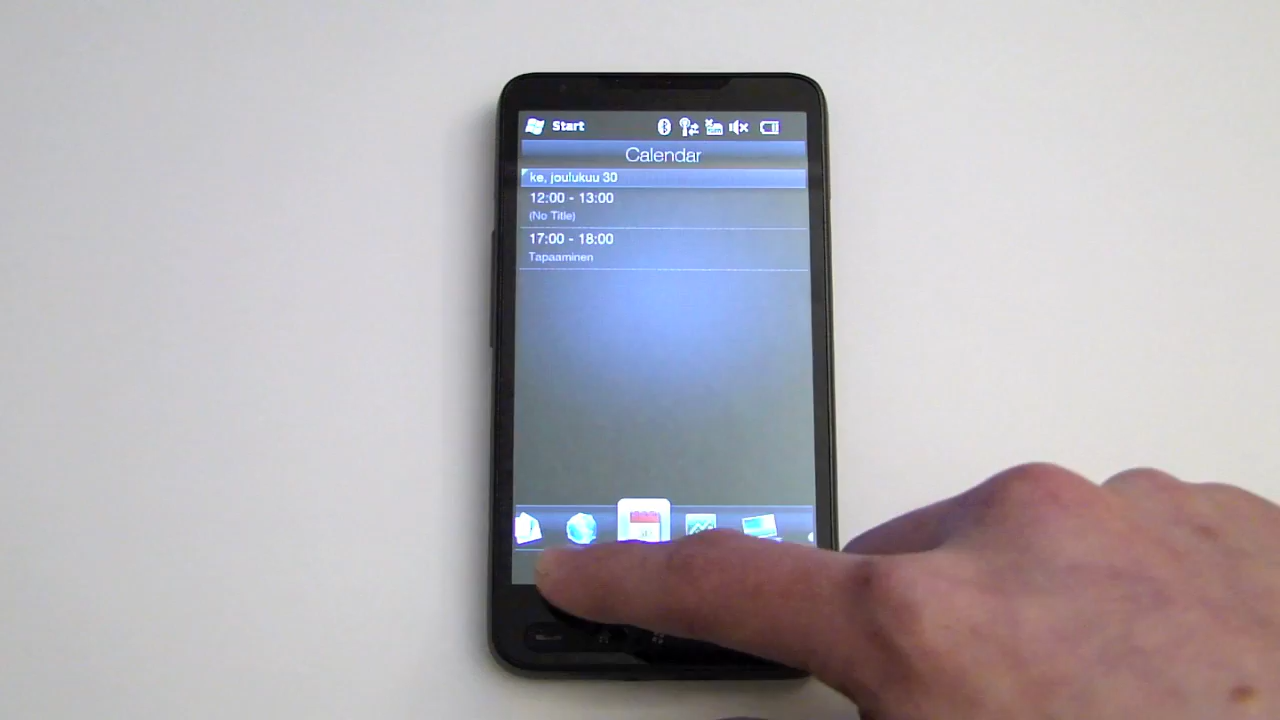 Start
Calendar
ke, joulukuu 30
12:00 - 13:00
(No Title)
17:00 - 18:00
Tapaaminen